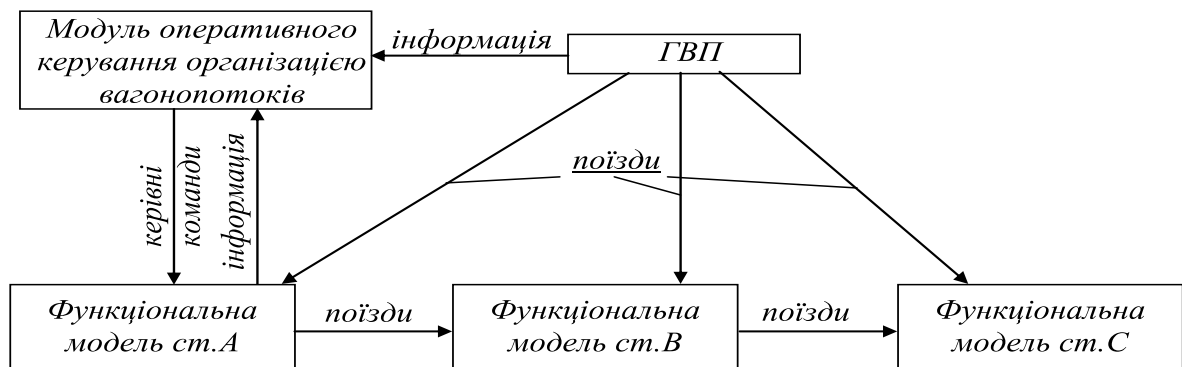 Модуль оперативного
керування організацією
вагонопотоків
інформація
ГВП
керівні
команди
інформація
поїзди
Функціональна
модель ст.А
поїзди
Функціональна
модель ст.В
поїзди
Функціональна
модель ст.С